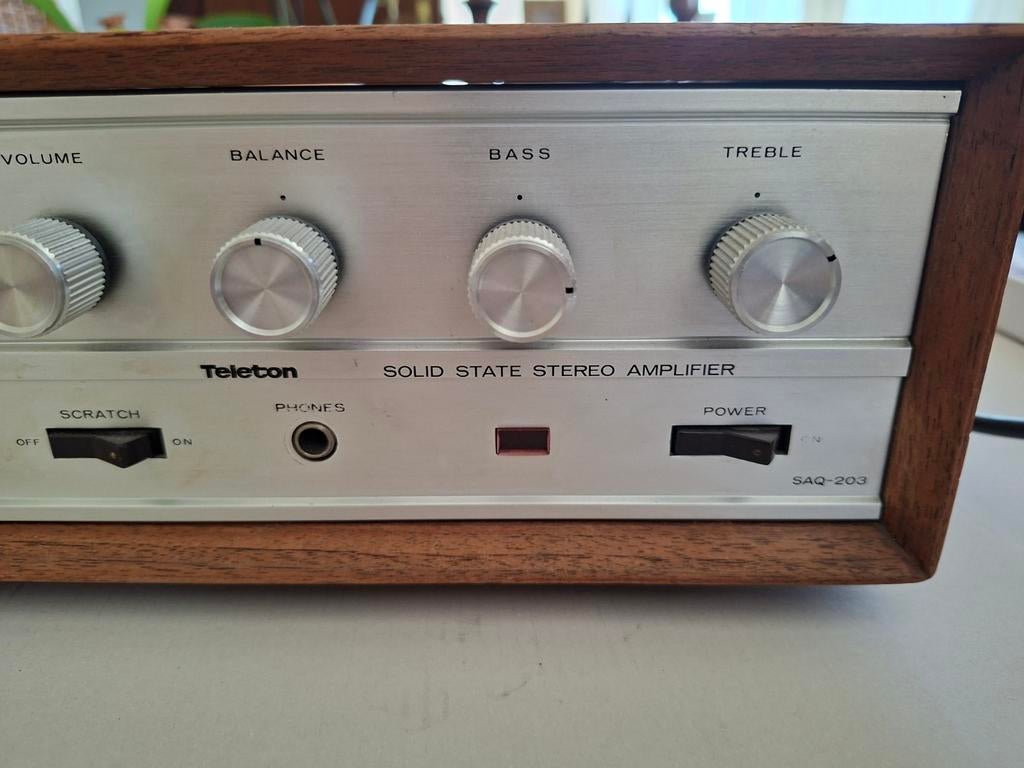 VOLUME BALANCE BASS TREBLE
Teleton SOLID STATE STEREO AMPLIFIER
SCRATCH PHONES POWER
OFF ON ON
SAQ-203